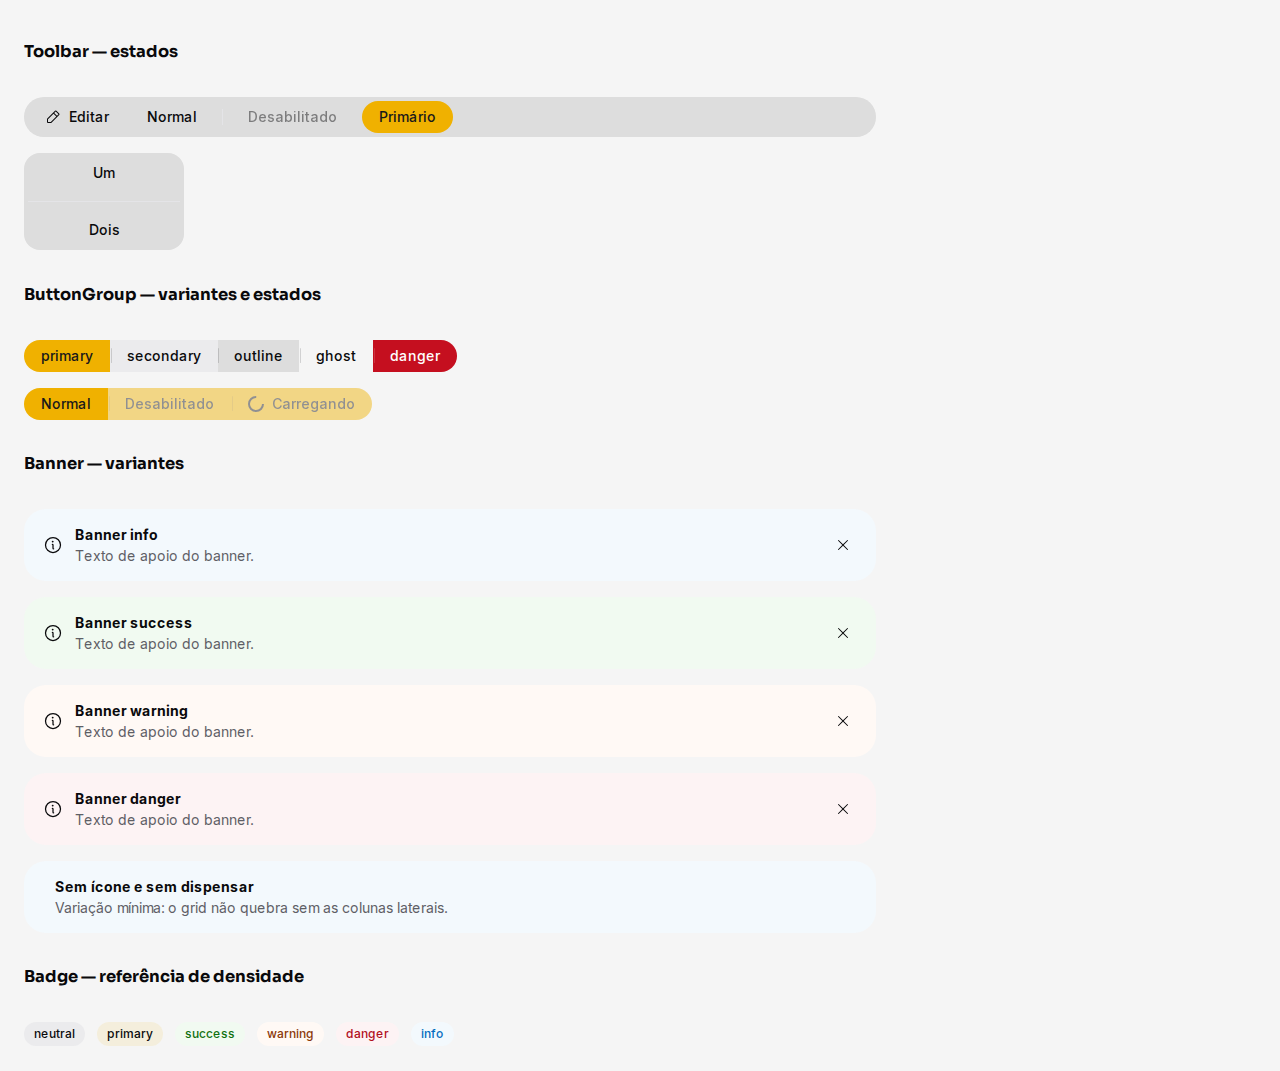 Toolbar — estados
Editar Normal Desabilitado Primário
Um
Dois
ButtonGroup — variantes e estados
primary secondary outline ghost danger
Normal Desabilitado Carregando
Banner — variantes
Banner info
Texto de apoio do banner.
Banner success
Texto de apoio do banner.
Banner warning
Texto de apoio do banner.
Banner danger
Texto de apoio do banner.
Sem ícone e sem dispensar
Variação mínima: o grid não quebra sem as colunas laterais.
Badge — referência de densidade
neutral primary success warning danger info